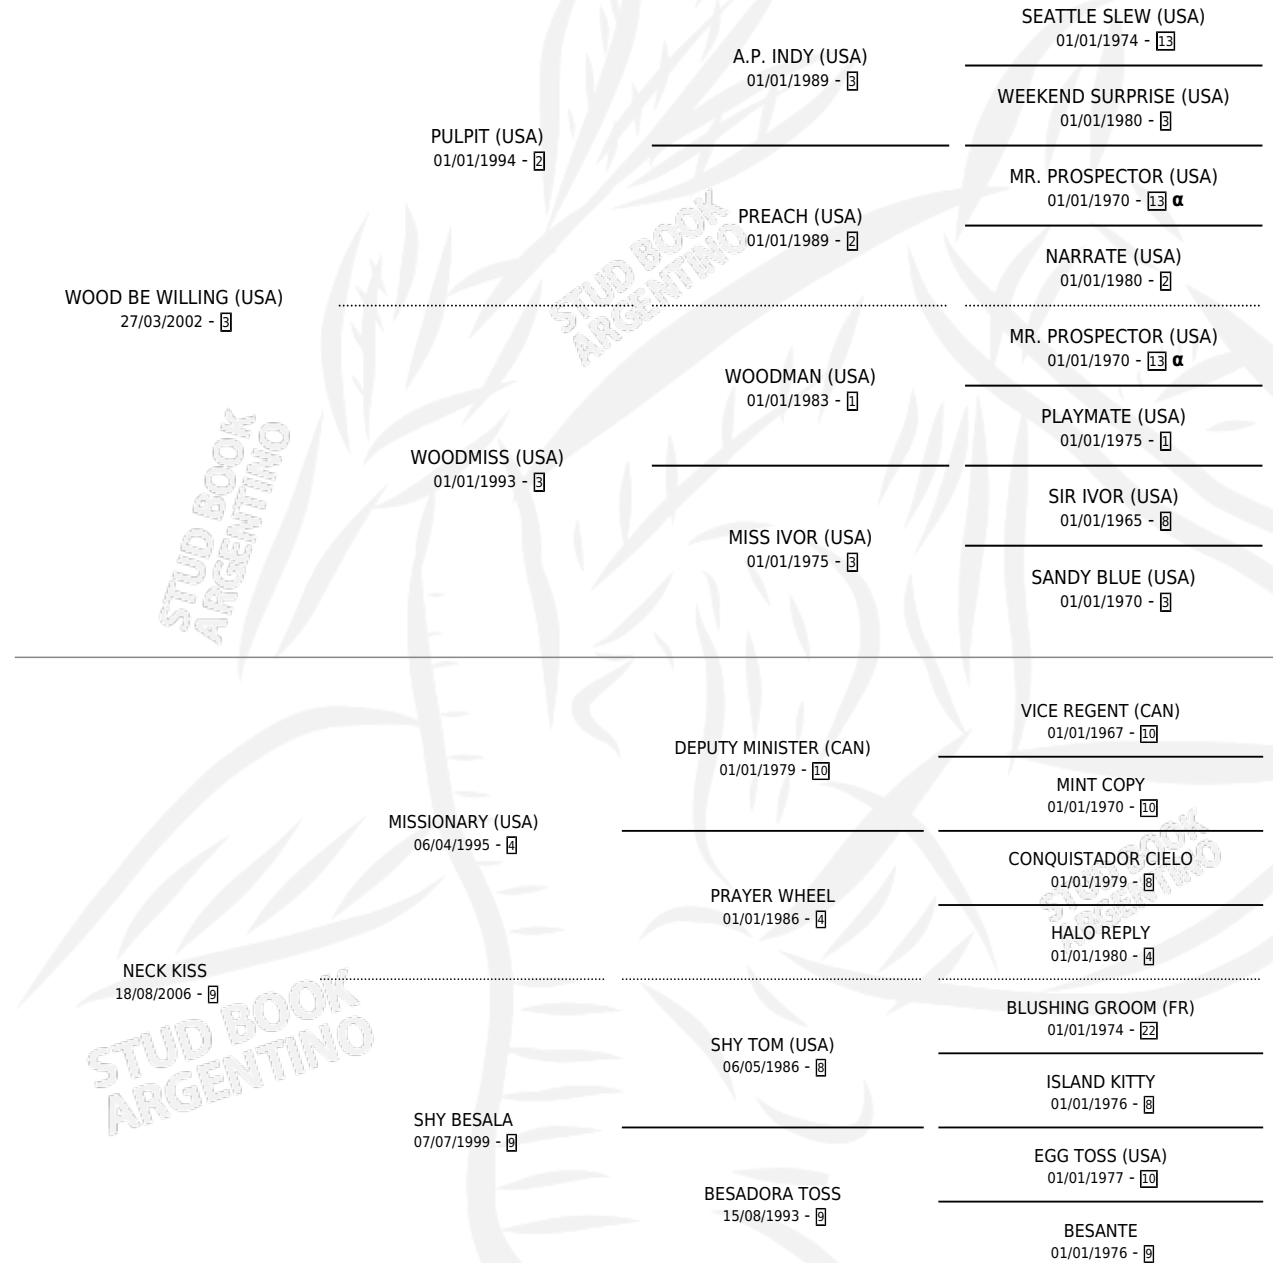 SEATTLE SLEW (USA)
01/01/1974 - 13
A.P. INDY (USA)
01/01/1989 - 3
WEEKEND SURPRISE (USA)
01/01/1980 - 3
PULPIT (USA)
01/01/1994 - 2
MR. PROSPECTOR (USA)
01/01/1970 - 13 α
PREACH (USA)
01/01/1989 - 2
NARRATE (USA)
01/01/1980 - 2
WOOD BE WILLING (USA)
27/03/2002 - 3
MR. PROSPECTOR (USA)
01/01/1970 - 13 α
WOODMAN (USA)
01/01/1983 - 1
PLAYMATE (USA)
01/01/1975 - 1
WOODMISS (USA)
01/01/1993 - 3
SIR IVOR (USA)
01/01/1965 - 8
MISS IVOR (USA)
01/01/1975 - 3
SANDY BLUE (USA)
01/01/1970 - 3
VICE REGENT (CAN)
01/01/1967 - 10
DEPUTY MINISTER (CAN)
01/01/1979 - 10
MINT COPY
01/01/1970 - 10
MISSIONARY (USA)
06/04/1995 - 4
CONQUISTADOR CIELO
01/01/1979 - 8
PRAYER WHEEL
01/01/1986 - 4
HALO REPLY
01/01/1980 - 4
NECK KISS
18/08/2006 - 9
BLUSHING GROOM (FR)
01/01/1974 - 22
SHY TOM (USA)
06/05/1986 - 8
ISLAND KITTY
01/01/1976 - 8
SHY BESALA
07/07/1999 - 9
EGG TOSS (USA)
01/01/1977 - 10
BESADORA TOSS
15/08/1993 - 9
BESANTE
01/01/1976 - 9
STUD BOOK
ARGENTINO
STUD BOOK
ARGENTINO
STUD BOOK
ARGENTINO
STUD BOOK
ARGENTINO